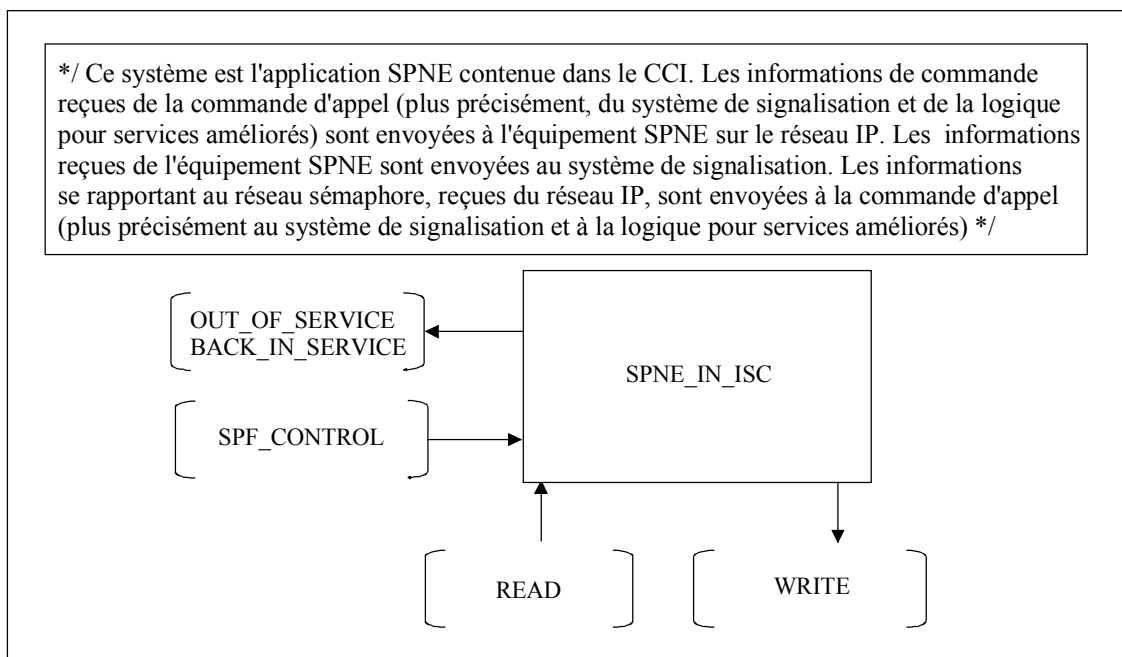 */ Ce système est l'application SPNE contenue dans le CCI. Les informations de commande
reçues de la commande d'appel (plus précisément, du système de signalisation et de la logique
pour services améliorés) sont envoyées à l'équipement SPNE sur le réseau IP. Les informations
reçues de l'équipement SPNE sont envoyées au système de signalisation. Les informations
se rapportant au réseau sémaphore, reçues du réseau IP, sont envoyées à la commande d'appel
(plus précisément au système de signalisation et à la logique pour services améliorés) */
OUT_OF_SERVICE
BACK_IN_SERVICE
SPNE_IN_ISC
SPF_CONTROL
READ
WRITE